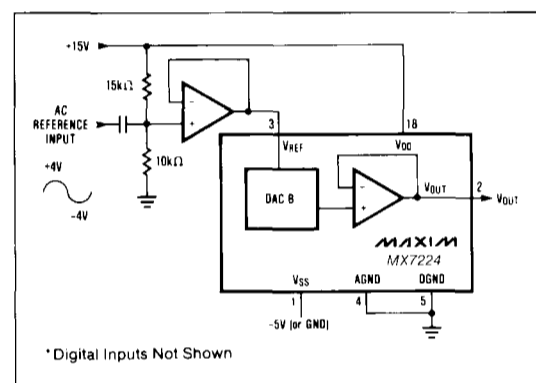 +15V
15kΩ
AC
REFERENCE
INPUT
10kΩ
+4V
-4V
-
+
3
18
VREF
VDD
DAC B
-
+
VOUT
2
VOUT
MAXIM
MX7224
VSS
AGND
DGND
1
4
5
-5V (or GND)
*Digital Inputs Not Shown